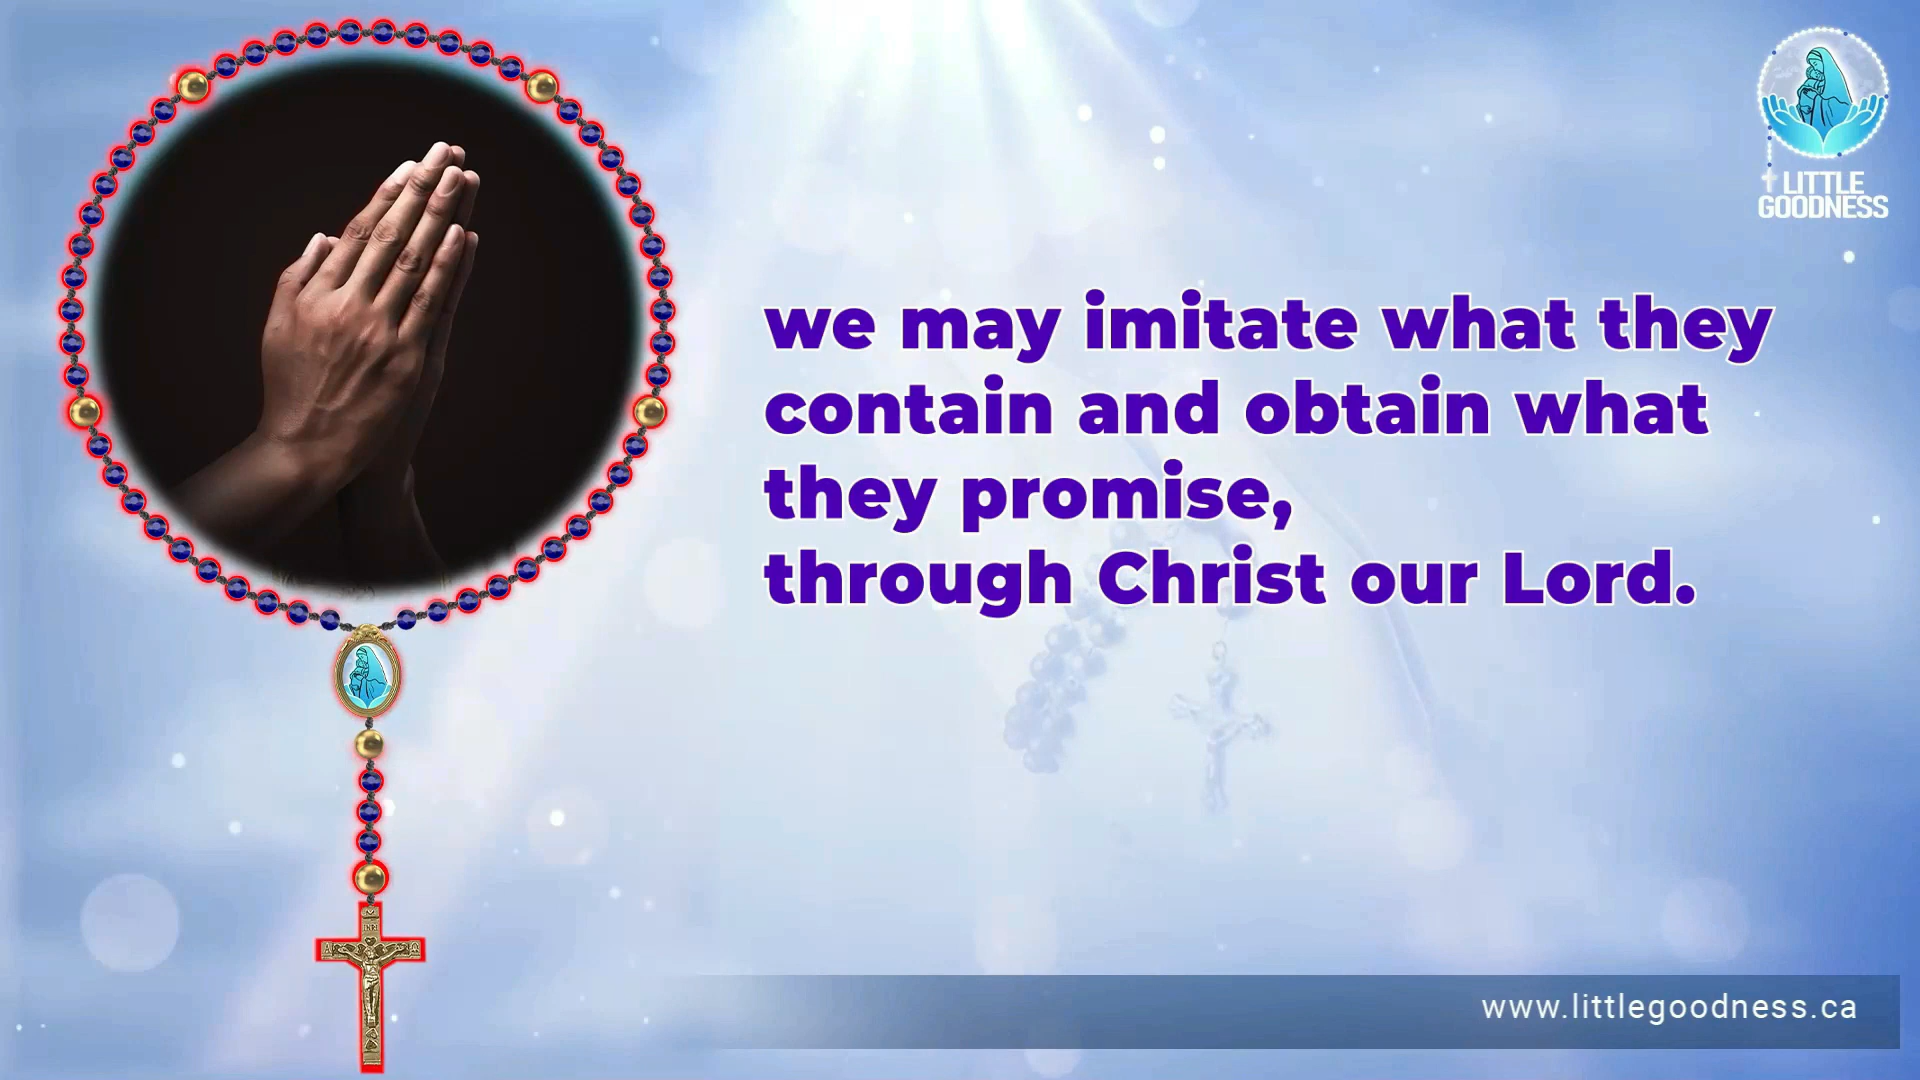 LITTLE
GOODNESS
we may imitate what they
contain and obtain what
they promise,
through Christ our Lord.
INRI
www.littlegoodness.ca